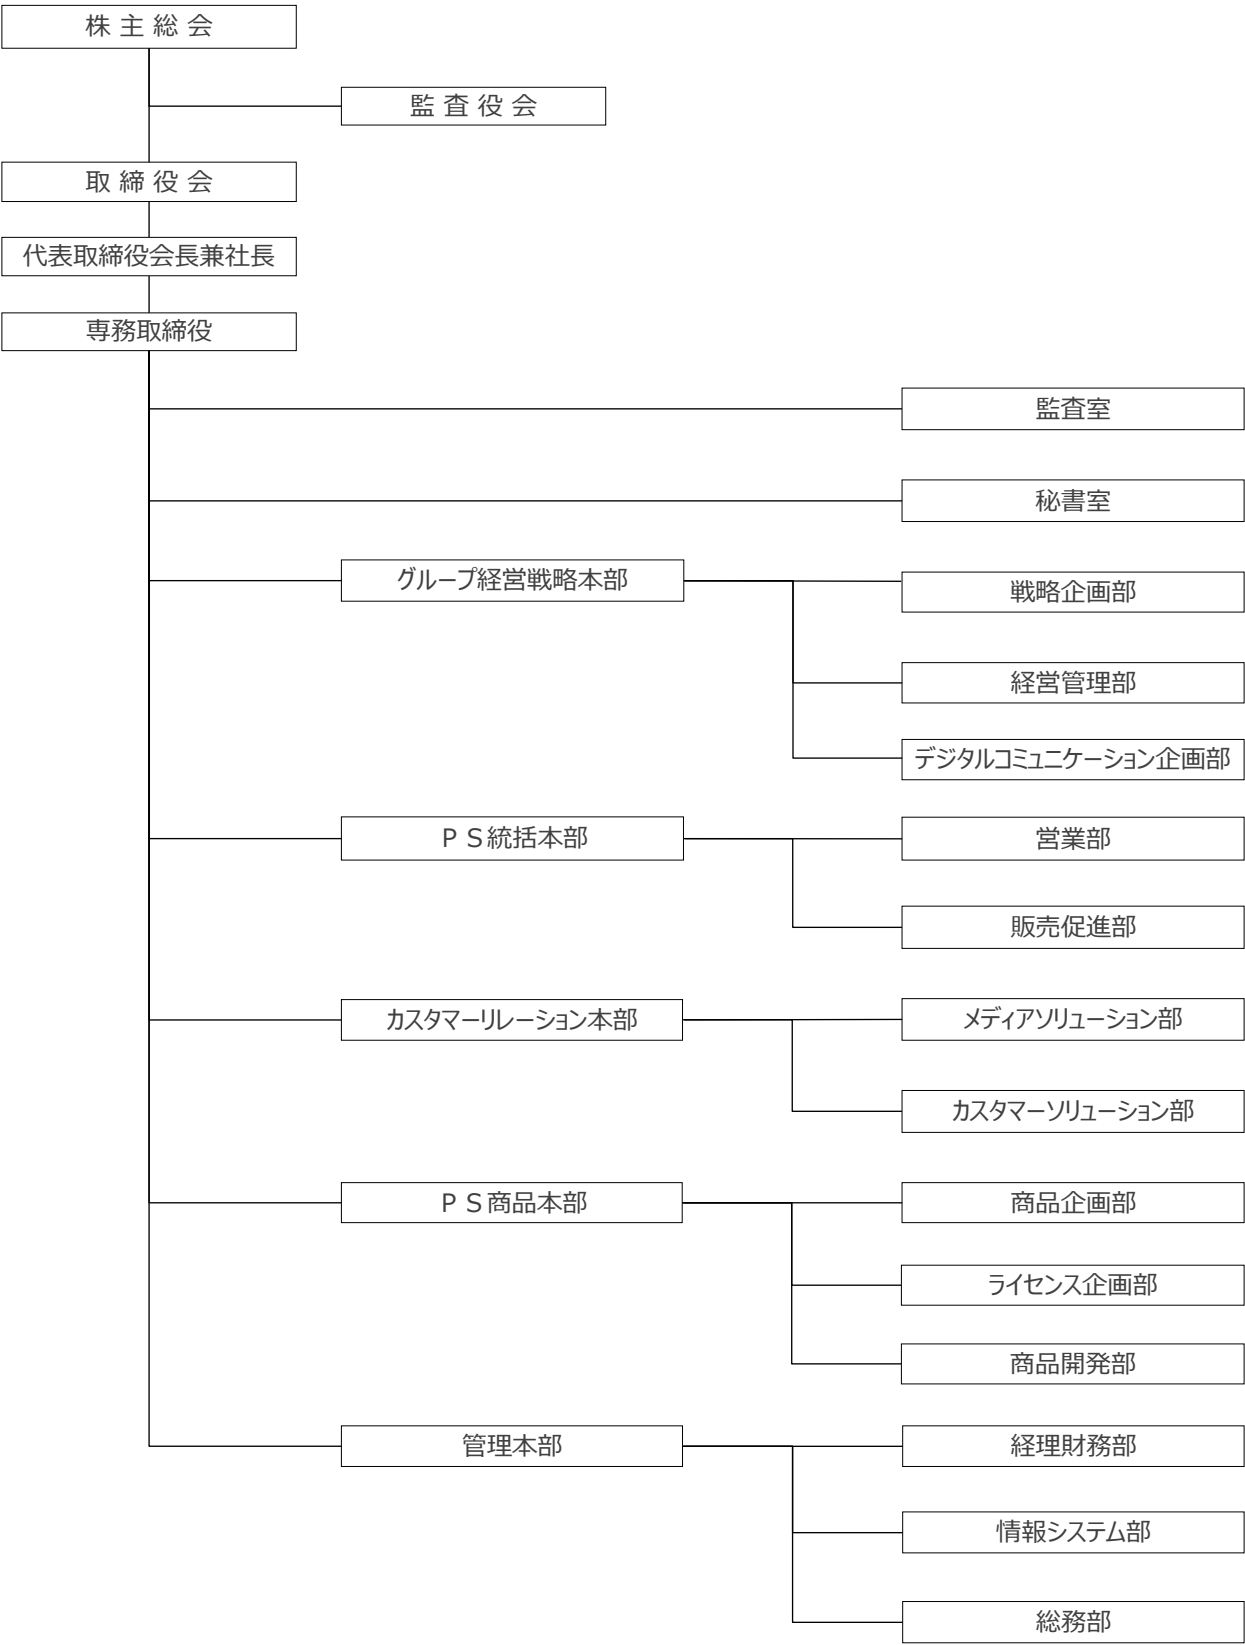 株 主 総 会
監 査 役 会
取 締 役 会
代表取締役会長兼社長
専務取締役
監査室
秘書室
グループ経営戦略本部
戦略企画部
経営管理部
デジタルコミュニケーション企画部
ＰＳ統括本部
営業部
販売促進部
カスタマーリレーション本部
メディアソリューション部
カスタマーソリューション部
ＰＳ商品本部
商品企画部
ライセンス企画部
商品開発部
管理本部
経理財務部
情報システム部
総務部